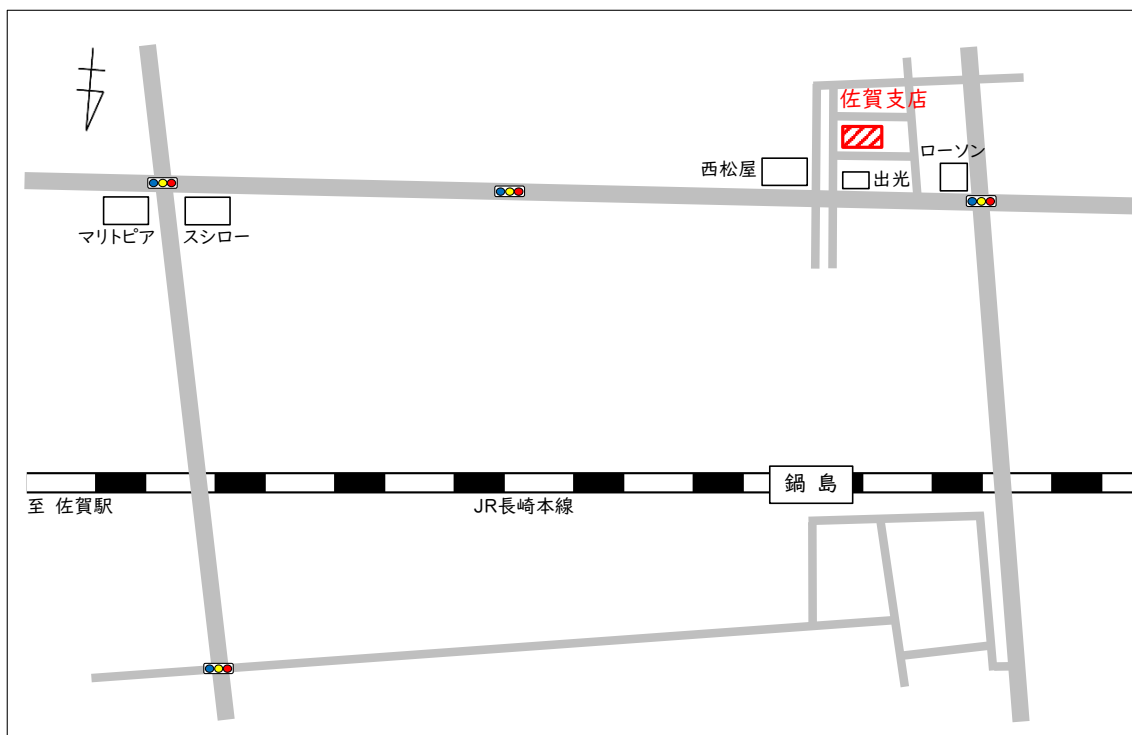 佐賀支店
ローソン
西松屋
出光
マリトピア
スシロー
鍋島
至 佐賀駅
JR長崎本線